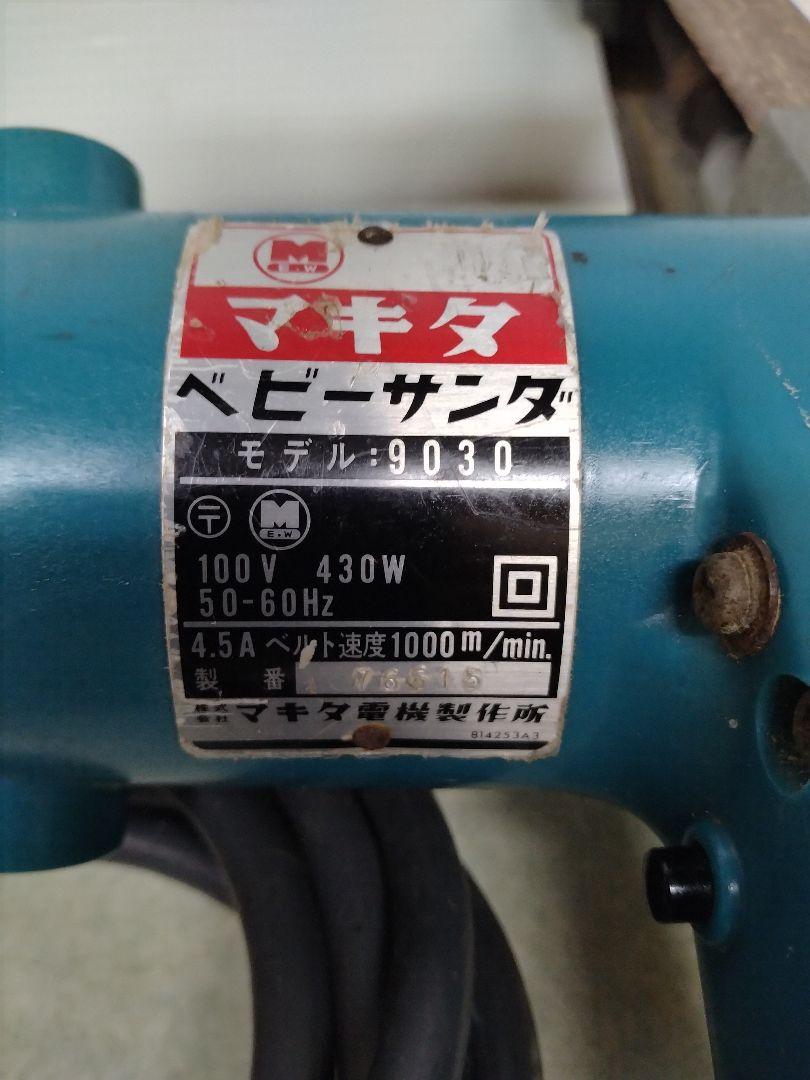 M
E.W
マキタ
ベビーサンダ
モデル:9030
〒 M
E.W
100V 430W
50-60Hz
4.5A ベルト速度1000m/min.
製番 76615
株式会社 マキタ電機製作所
814253A3